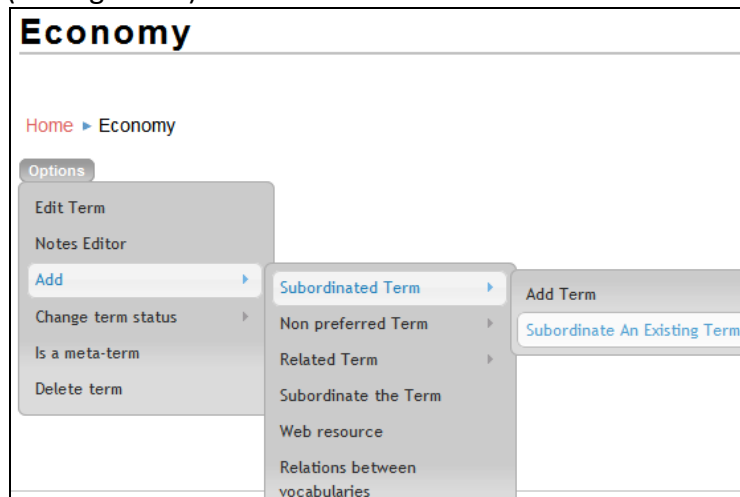 Economy
Home ► Economy
Options
Edit Term
Notes Editor
Add
Change term status
Is a meta-term
Delete term
Subordinated Term
Non preferred Term
Related Term
Subordinate the Term
Web resource
Relations between
vocabularies
Add Term
Subordinate An Existing Term